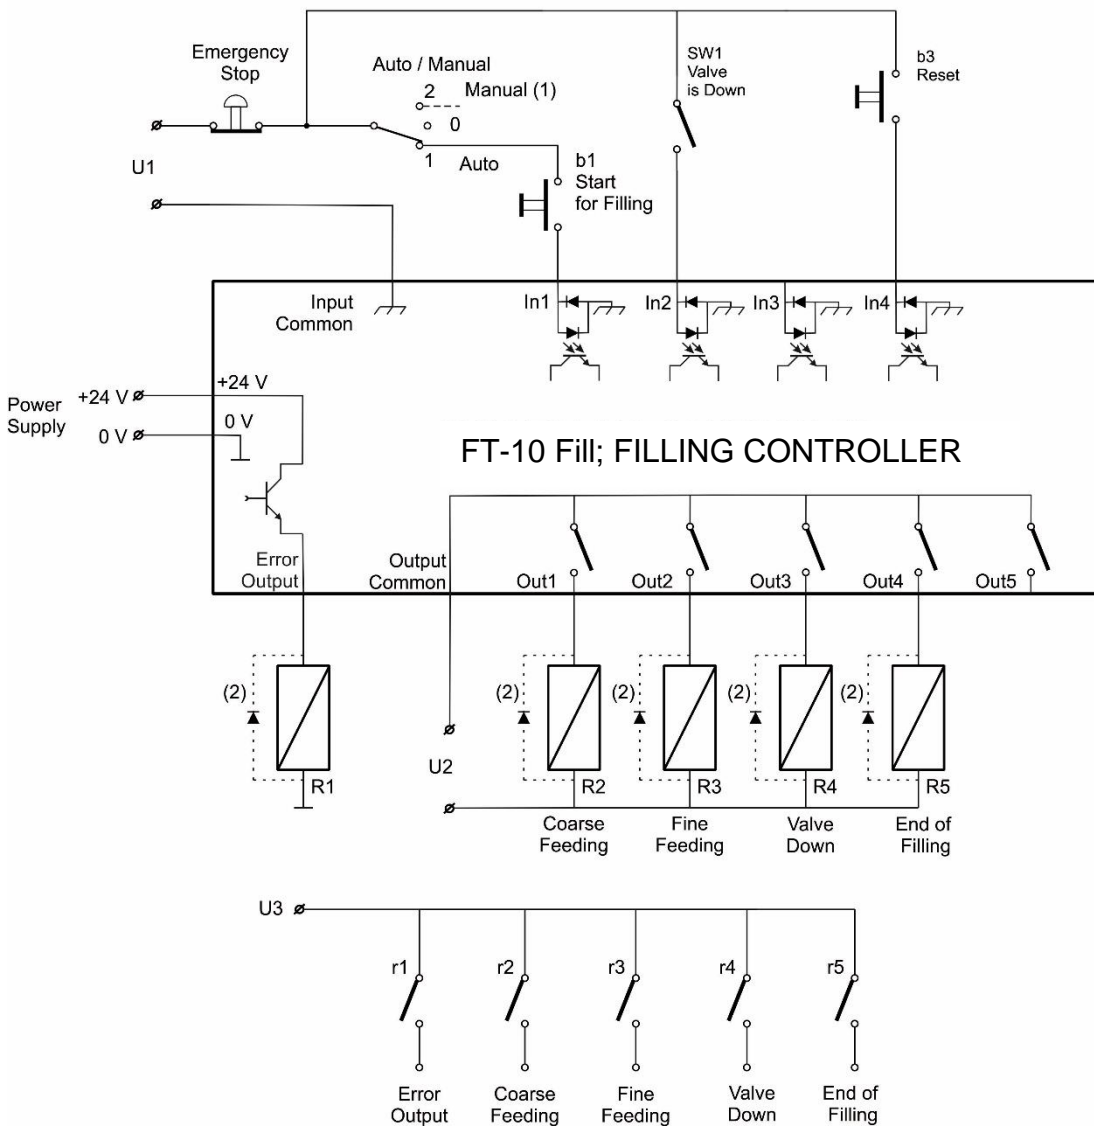 Emergency
Stop
Auto / Manual
2 Manual (1)
0
1 Auto
SW1
Valve
is Down
b3
Reset
U1
b1
Start
for Filling
Input
Common
In1
In2
In3
In4
Power
Supply
+24 V
0 V
+24 V
0 V
FT-10 Fill; FILLING CONTROLLER
Error
Output
Output
Common
Out1
Out2
Out3
Out4
Out5
(2)
(2)
(2)
(2)
(2)
U2
R1
R2
R3
R4
R5
Coarse
Feeding
Fine
Feeding
Valve
Down
End of
Filling
U3
r1
r2
r3
r4
r5
Error
Output
Coarse
Feeding
Fine
Feeding
Valve
Down
End of
Filling